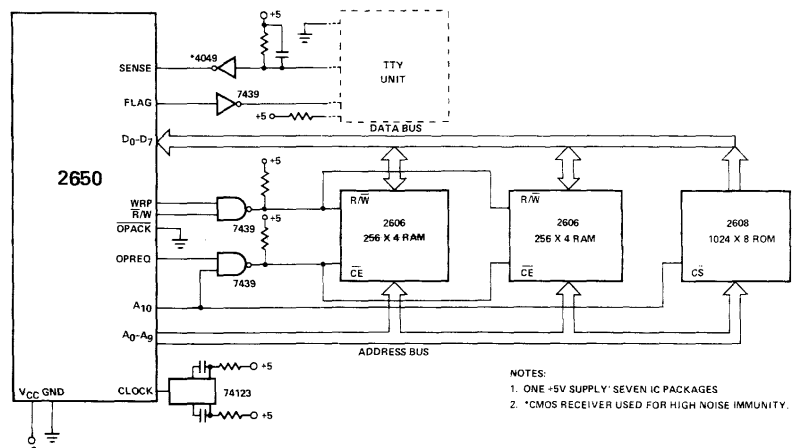 +5
*4049
SENSE
TTY
UNIT
7439
FLAG
+5
DATA BUS
D0-D7
2650
+5
WRP
R̅/W
OPACK
+5
7439
R/W̅
2606
256 X 4 RAM
CE
R/W̅
2606
256 X 4 RAM
CE
2608
1024 X 8 ROM
CS
OPREQ
7439
A10
A0-A9
ADDRESS BUS
VCC GND
CLOCK
74123
+5
+5
NOTES:
1. ONE +5V SUPPLY' SEVEN IC PACKAGES
2. *CMOS RECEIVER USED FOR HIGH NOISE IMMUNITY.